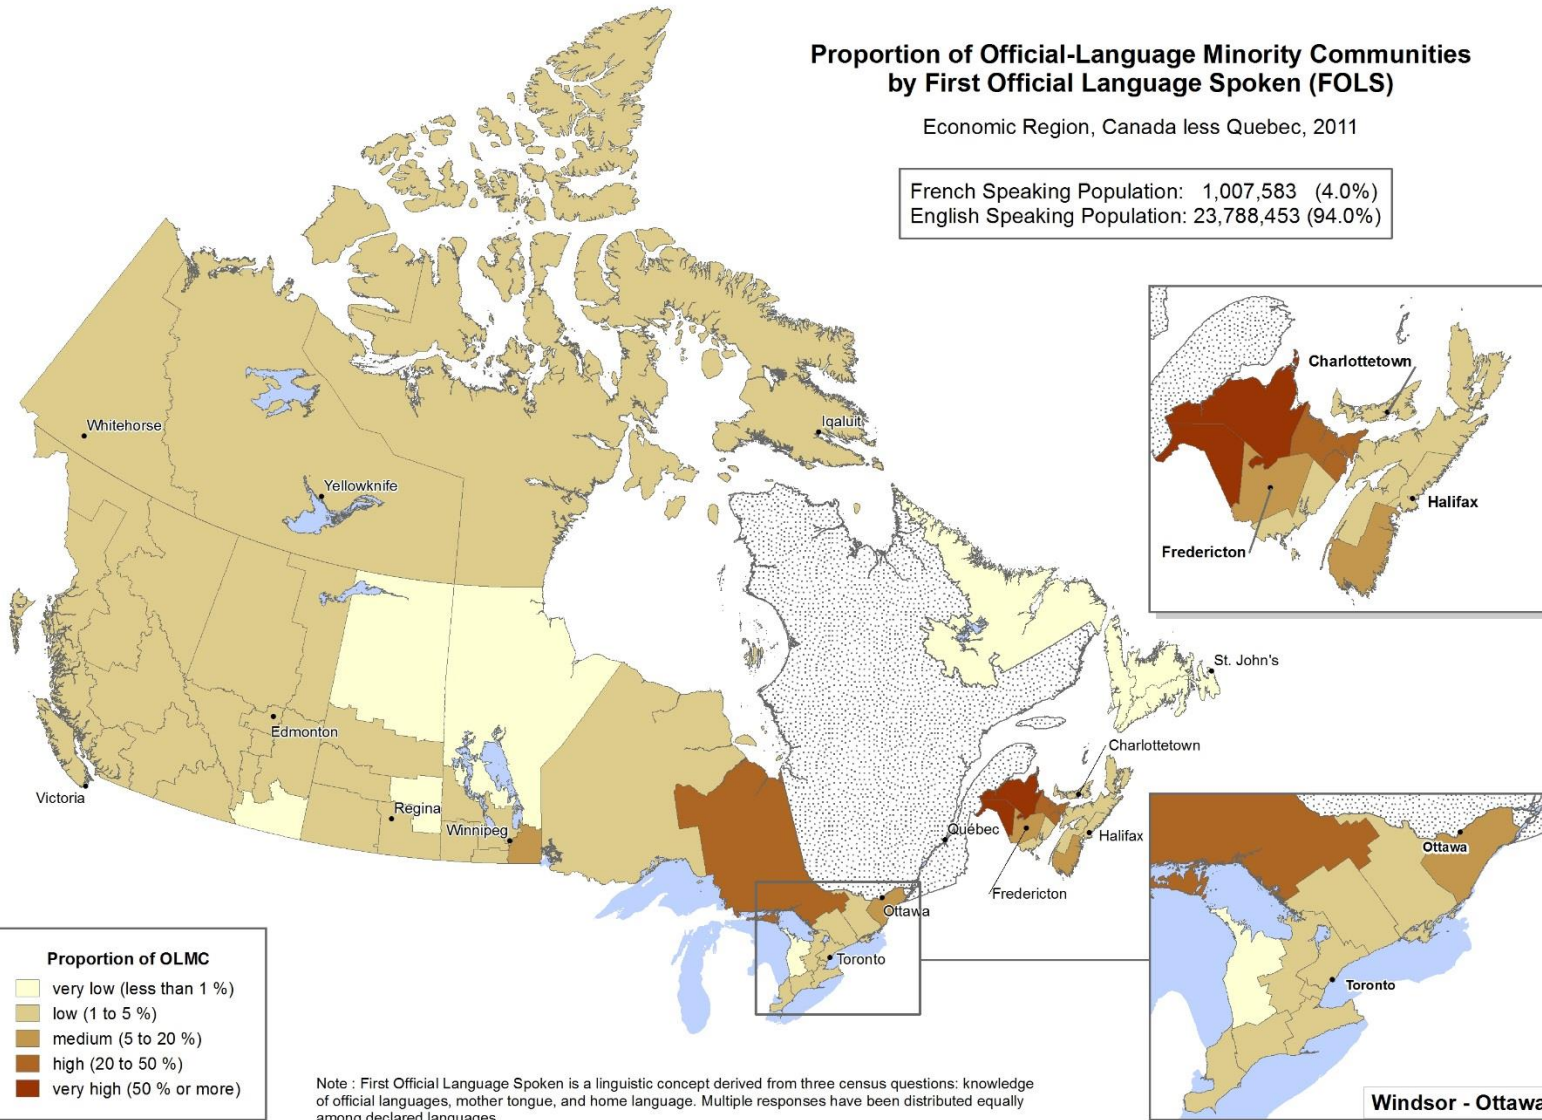 Proportion of Official-Language Minority Communities
by First Official Language Spoken (FOLS)
Economic Region, Canada less Quebec, 2011
French Speaking Population: 1,007,583 (4.0%)
English Speaking Population: 23,788,453 (94.0%)
Charlottetown
Halifax
Fredericton
Whitehorse
Iqaluit
Yellowknife
St. John's
Edmonton
Charlottetown
Victoria
Regina
Winnipeg
Québec
Halifax
Fredericton
Ottawa
Toronto
Ottawa
Toronto
Windsor - Ottawa
Proportion of OLMC
very low (less than 1 %)
low (1 to 5 %)
medium (5 to 20 %)
high (20 to 50 %)
very high (50 % or more)
Note : First Official Language Spoken is a linguistic concept derived from three census questions: knowledge
of official languages, mother tongue, and home language. Multiple responses have been distributed equally
among declared languages.